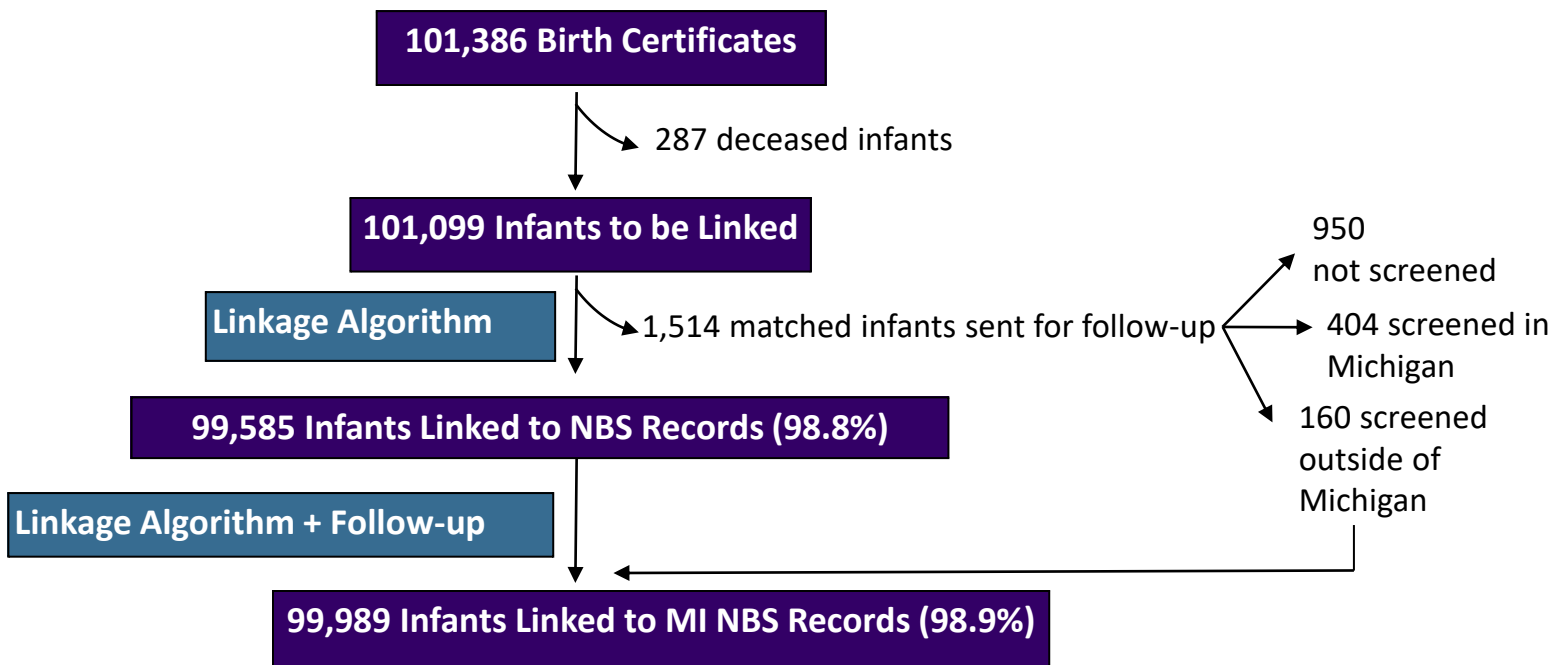 101,386 Birth Certificates
287 deceased infants
101,099 Infants to be Linked
Linkage Algorithm
1,514 matched infants sent for follow-up
950
not screened
404 screened in
Michigan
160 screened
outside of
Michigan
99,585 Infants Linked to NBS Records (98.8%)
Linkage Algorithm + Follow-up
99,989 Infants Linked to MI NBS Records (98.9%)